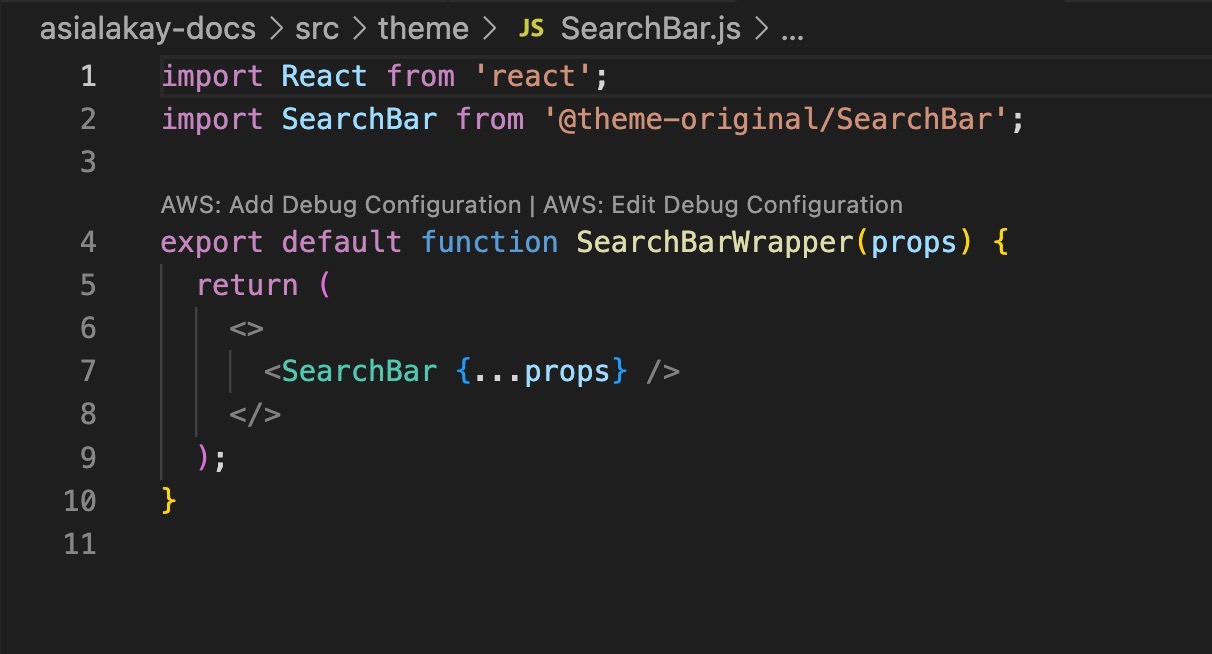 asialakay-docs > src > theme > JS SearchBar.js > ...
1 import React from 'react';
2 import SearchBar from '@theme-original/SearchBar';
3
AWS: Add Debug Configuration | AWS: Edit Debug Configuration
4 export default function SearchBarWrapper(props) {
5 return (
6 <>
7 <SearchBar {...props} />
8 </>
9 );
10 }
11